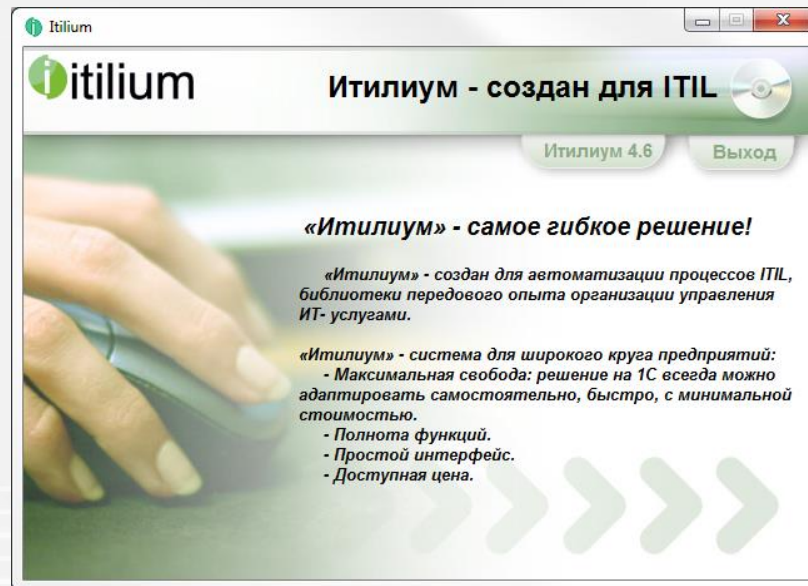 Itilium
itilium
Итилиум - создан для ITIL
Итилиум 4.6
Выход
«Итилиум» - самое гибкое решение!
«Итилиум» - создан для автоматизации процессов ITIL,
библиотеки передового опыта организации управления
ИТ- услугами.
«Итилиум» - система для широкого круга предприятий:
- Максимальная свобода: решение на 1С всегда можно
адаптировать самостоятельно, быстро, с минимальной
стоимостью.
- Полнота функций.
- Простой интерфейс.
- Доступная цена.